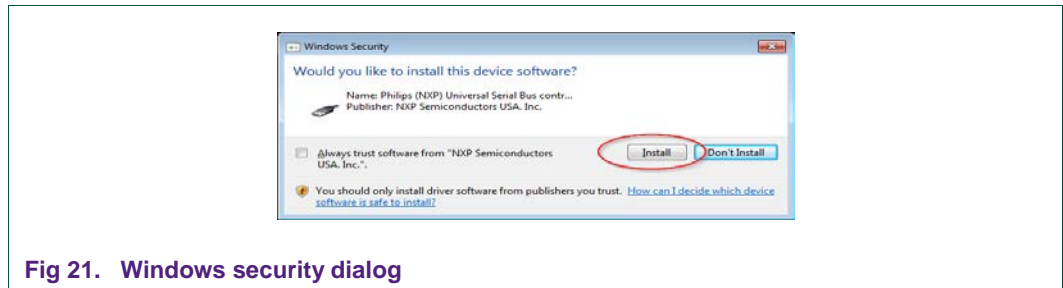 Windows Security
Would you like to install this device software?
Name: Philips (NXP) Universal Serial Bus contr...
Publisher: NXP Semiconductors USA. Inc.
Always trust software from "NXP Semiconductors
USA. Inc.".
Install
Don't Install
You should only install driver software from publishers you trust. How can I decide which device
software is safe to install?
Fig 21. Windows security dialog